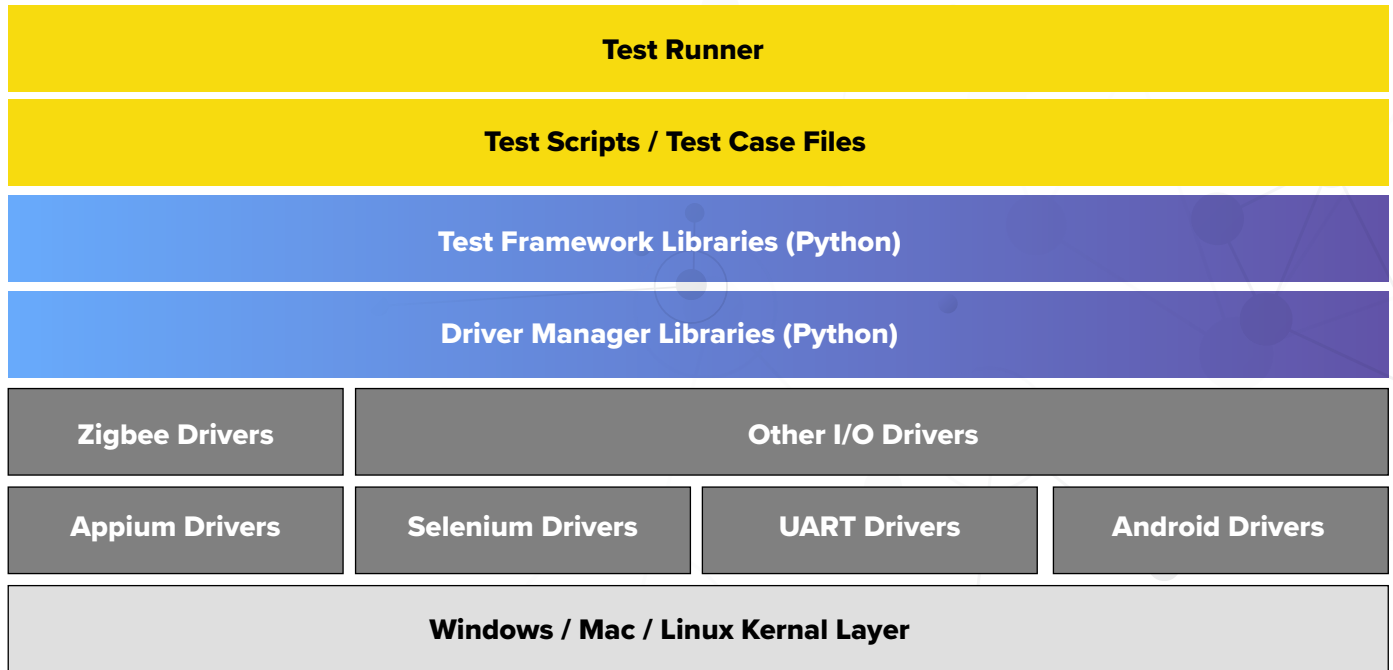 Test Runner
Test Scripts / Test Case Files
Test Framework Libraries (Python)
Driver Manager Libraries (Python)
Zigbee Drivers
Other I/O Drivers
Appium Drivers
Selenium Drivers
UART Drivers
Android Drivers
Windows / Mac / Linux Kernal Layer